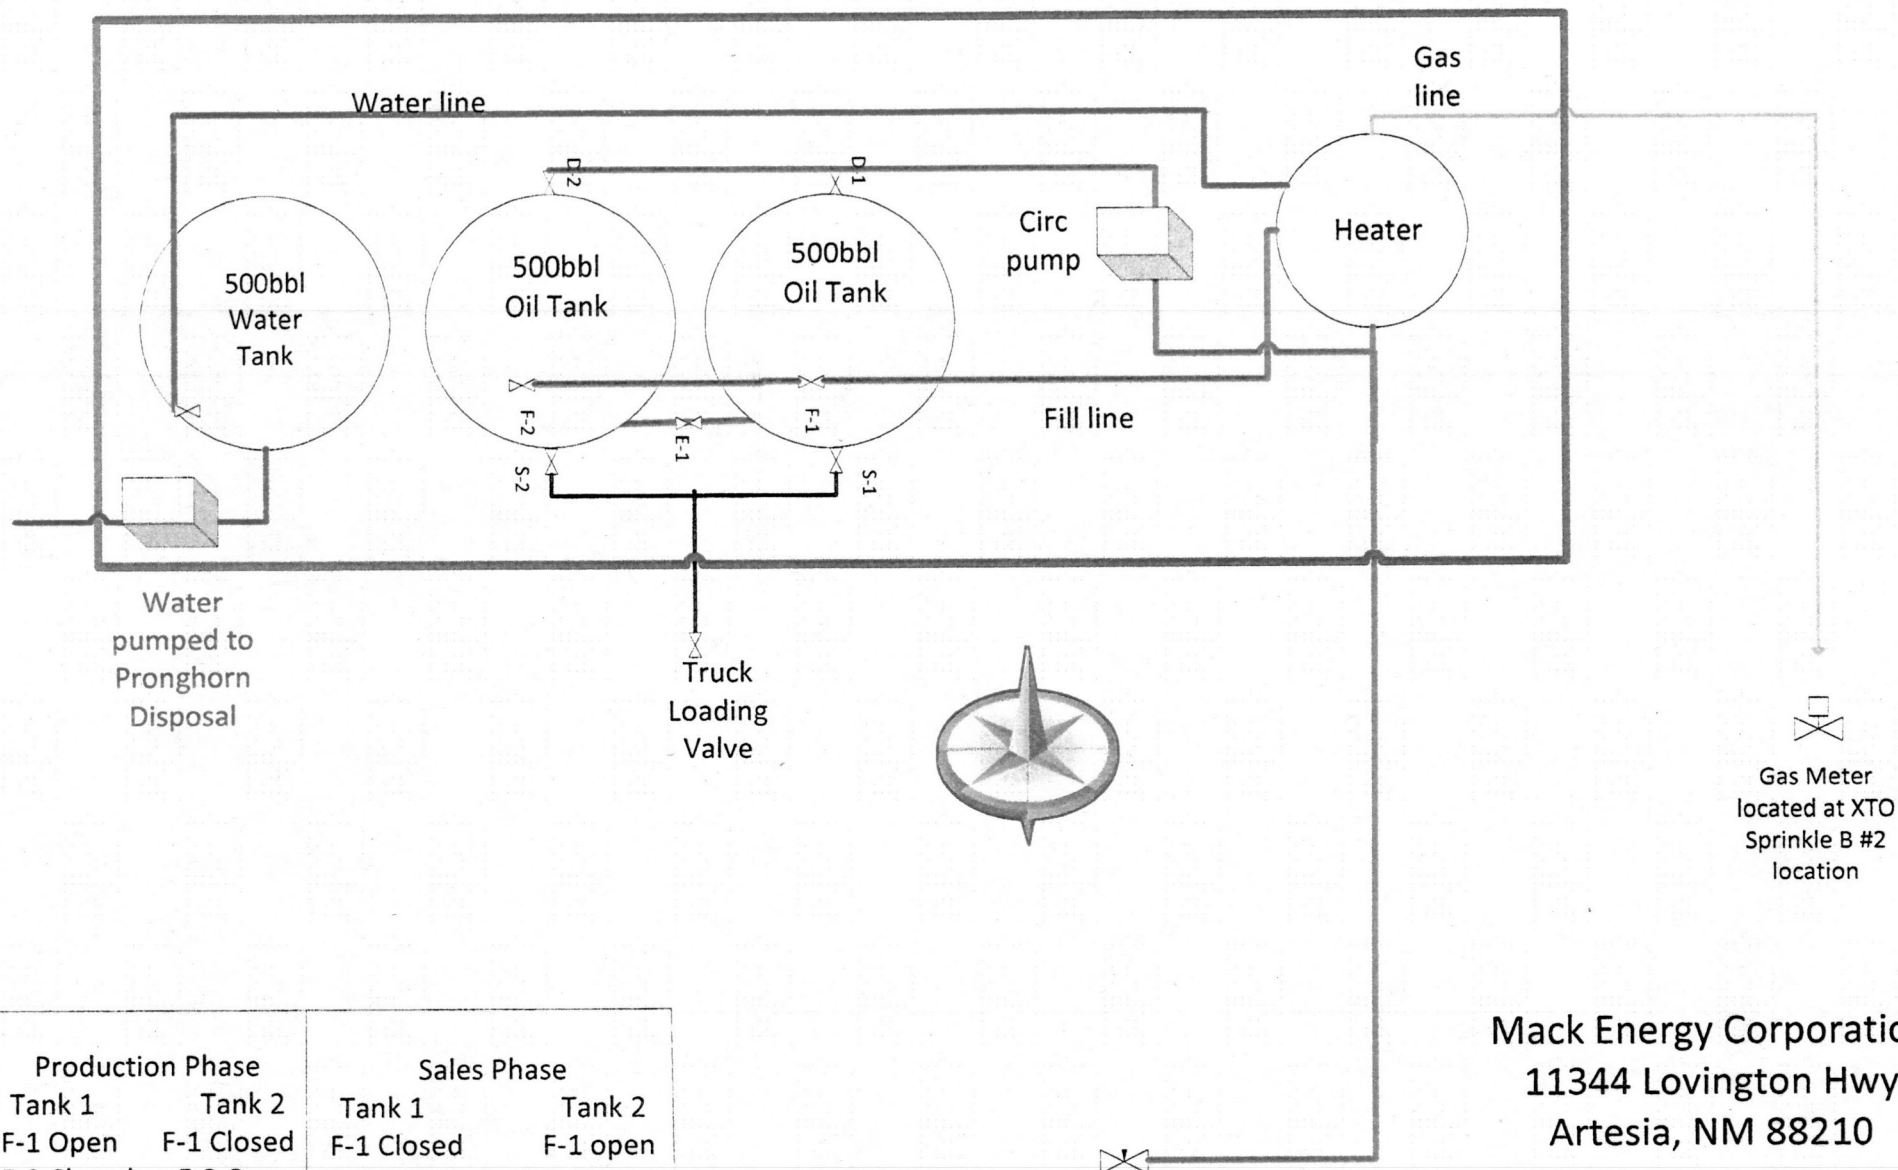 Gas
line
Water line
D-2
D-1
Circ
pump
Heater
500bbl
Water
Tank
500bbl
Oil Tank
500bbl
Oil Tank
F-2
E-1
F-1
Fill line
S-2
S-1
Water
pumped to
Pronghorn
Disposal
Truck
Loading
Valve
Gas Meter
located at XTO
Sprinkle B #2
location
Production Phase
Tank 1 Tank 2
F-1 Open F-1 Closed
Sales Phase
Tank 1 Tank 2
F-1 Closed F-1 open
Mack Energy Corporatio
11344 Lovington Hwy
Artesia, NM 88210